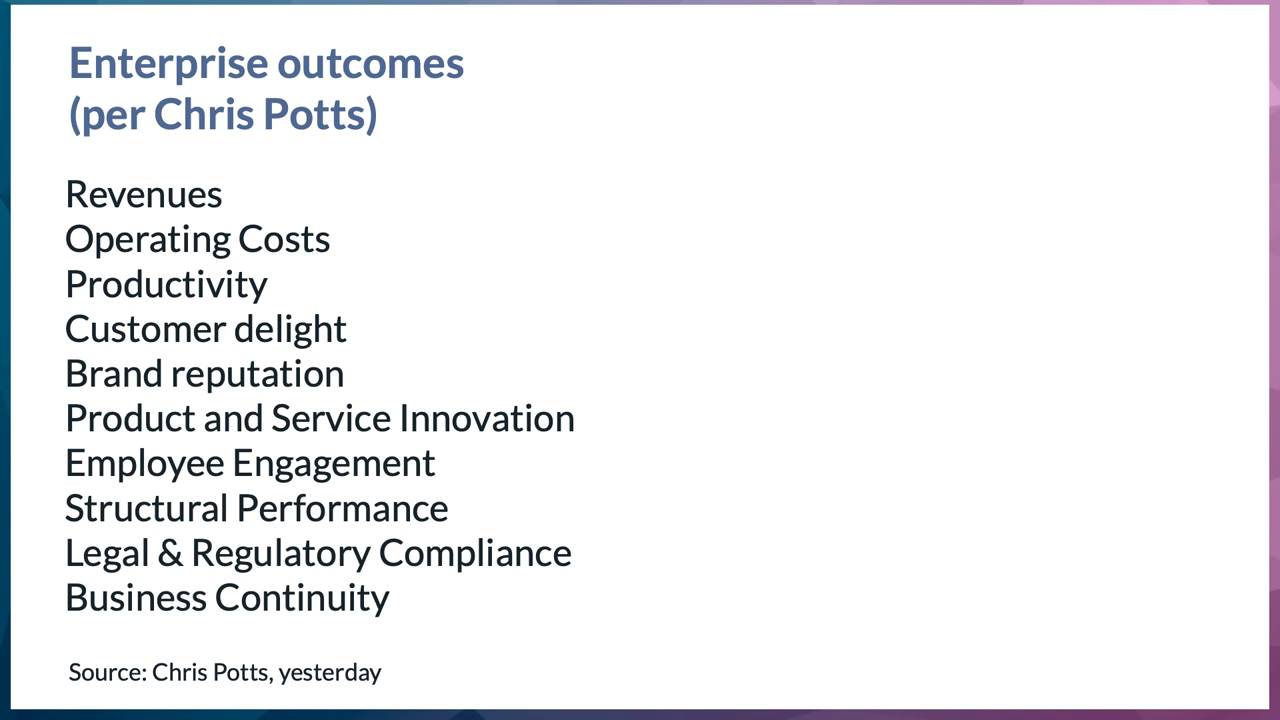 Enterprise outcomes
(per Chris Potts)
Revenues
Operating Costs
Productivity
Customer delight
Brand reputation
Product and Service Innovation
Employee Engagement
Structural Performance
Legal & Regulatory Compliance
Business Continuity
Source: Chris Potts, yesterday